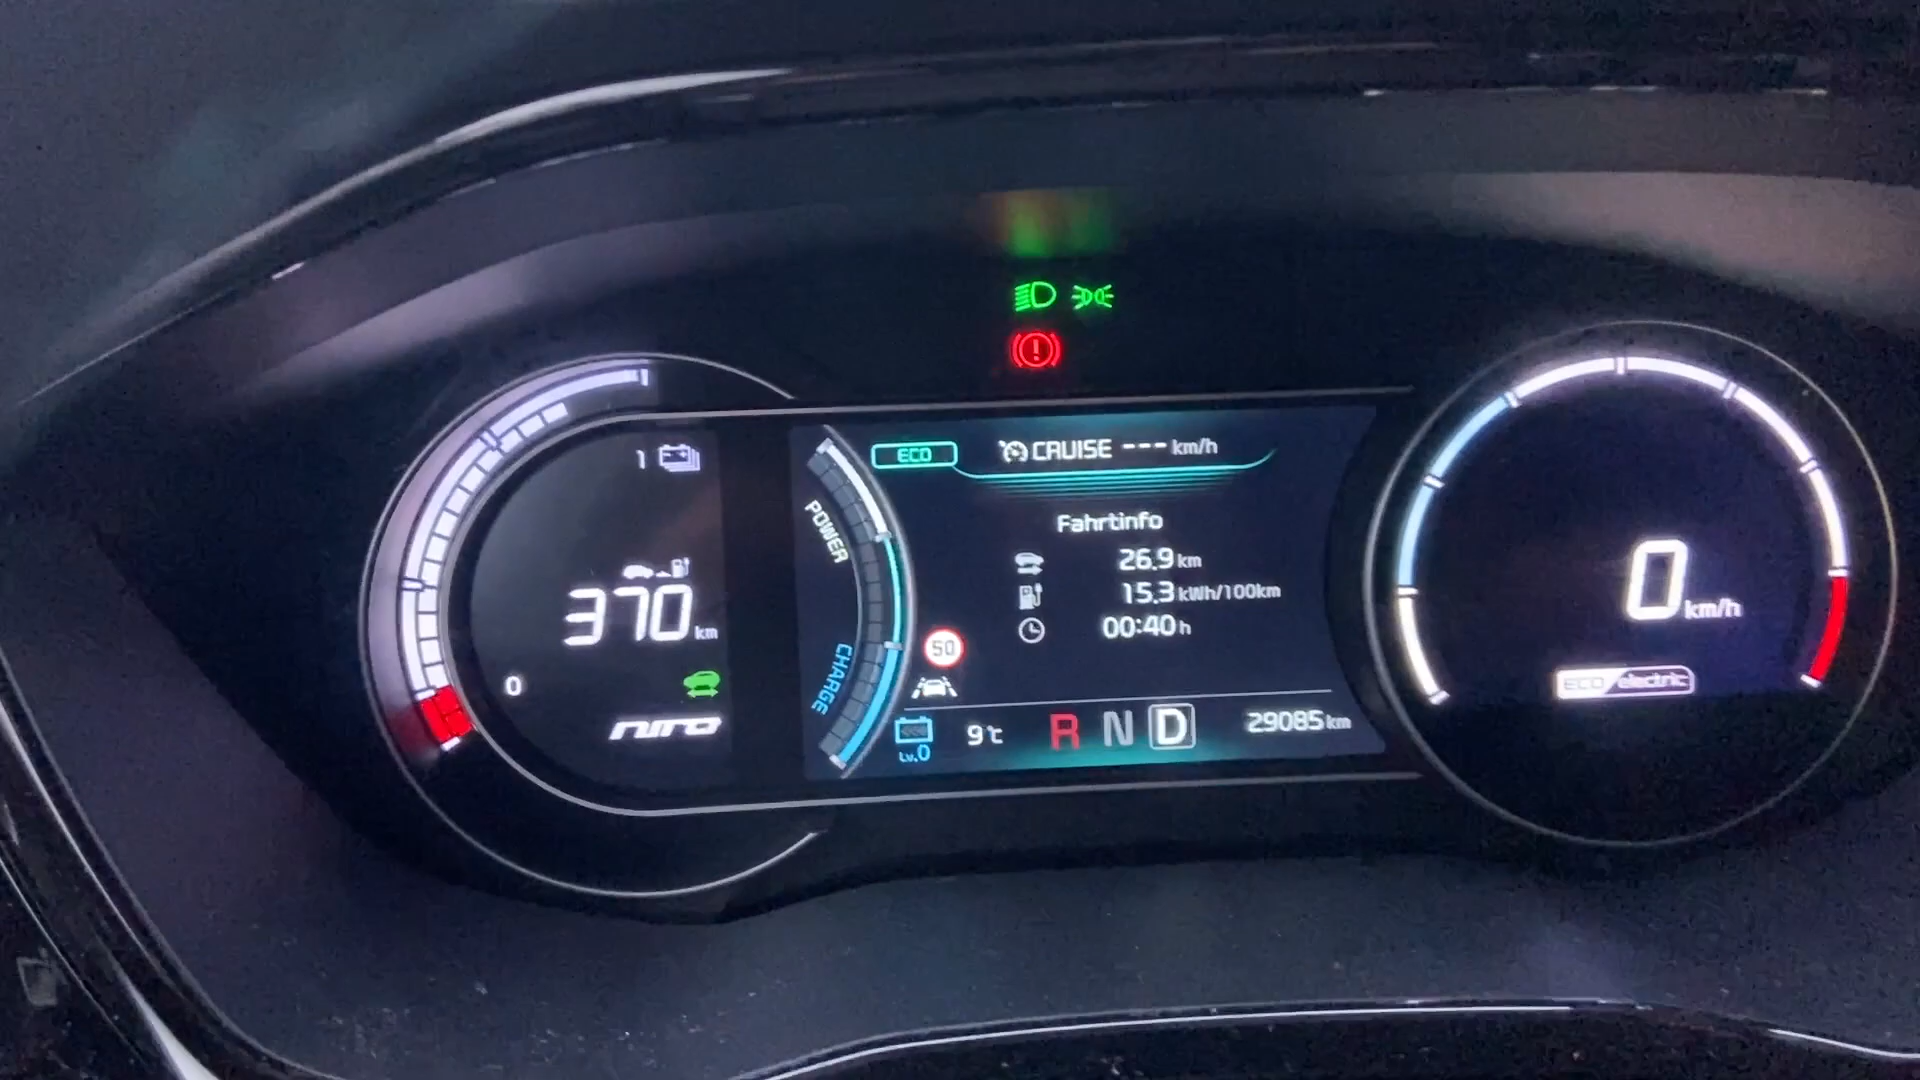 1
370 km
0
niro
POWER
CHARGE
ECO
CRUISE --- km/h
Fahrtinfo
26.9 km
15.3 kWh/100km
00:40 h
50
Lv.0
9℃
R N D
29085 km
0 km/h
ECO electric